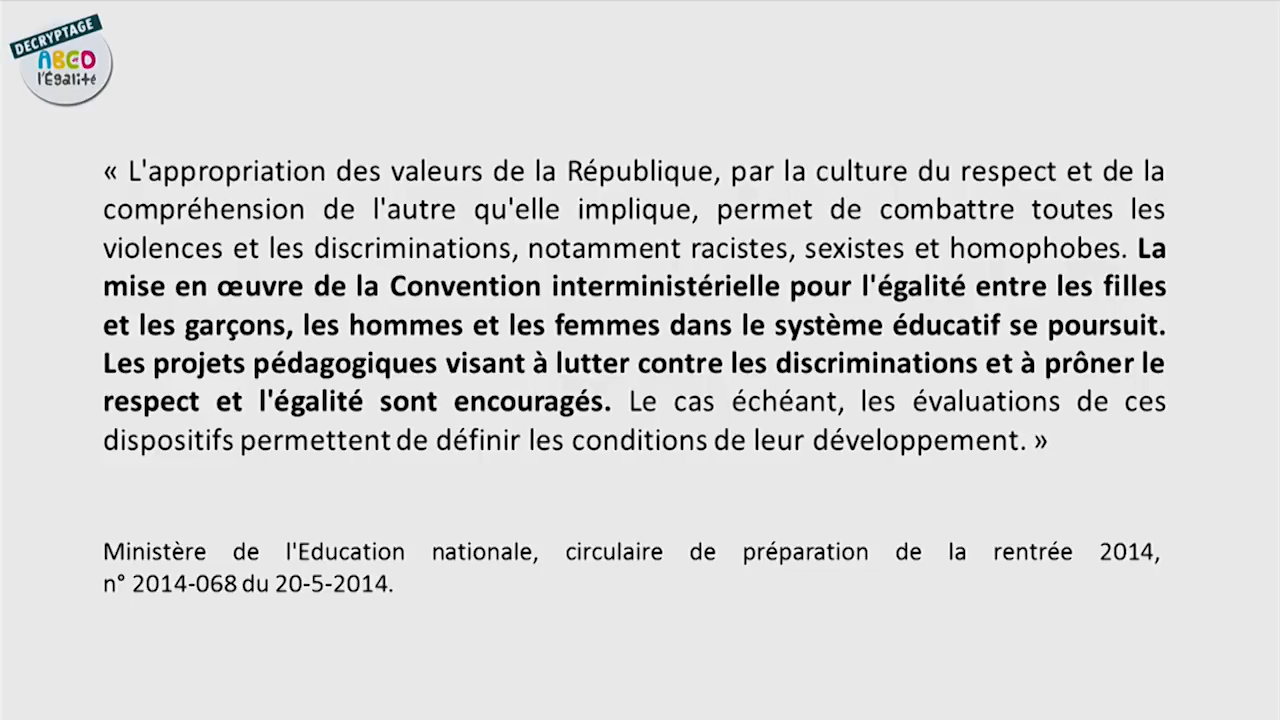 DECRYPTAGE
ABCD
l'Égalité
« L'appropriation des valeurs de la République, par la culture du respect et de la
compréhension de l'autre qu'elle implique, permet de combattre toutes les
violences et les discriminations, notamment racistes, sexistes et homophobes. La
mise en œuvre de la Convention interministérielle pour l'égalité entre les filles
et les garçons, les hommes et les femmes dans le système éducatif se poursuit.
Les projets pédagogiques visant à lutter contre les discriminations et à prôner le
respect et l'égalité sont encouragés. Le cas échéant, les évaluations de ces
dispositifs permettent de définir les conditions de leur développement. »
Ministère de l'Education nationale, circulaire de préparation de la rentrée 2014,
n° 2014-068 du 20-5-2014.